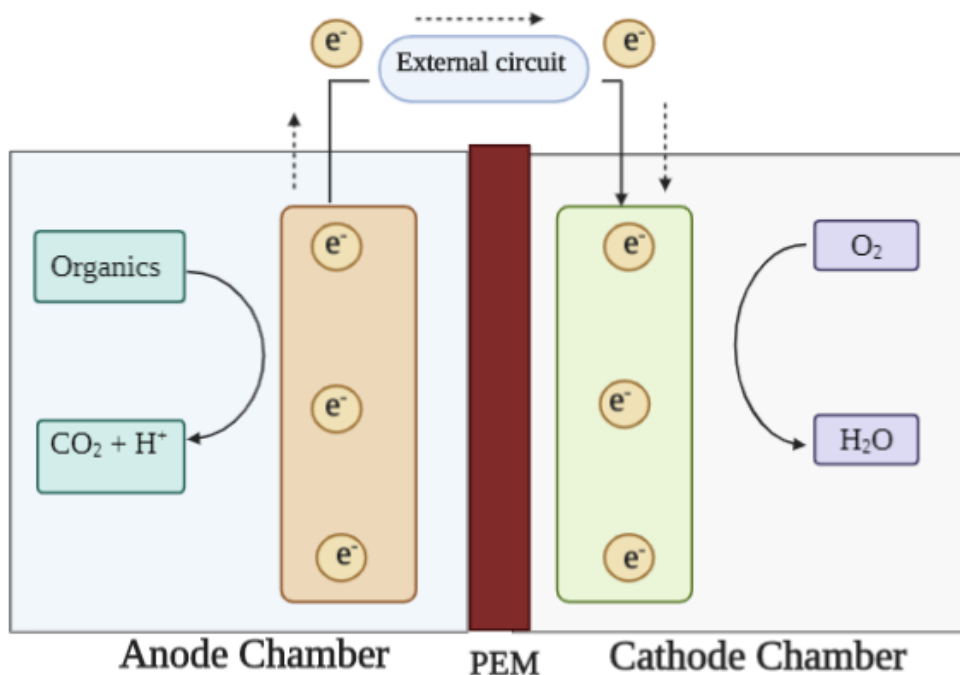 e⁻
e⁻
External circuit
e⁻
e⁻
Organics
O₂
e⁻
e⁻
CO₂ + H⁺
H₂O
e⁻
e⁻
Anode Chamber
PEM
Cathode Chamber